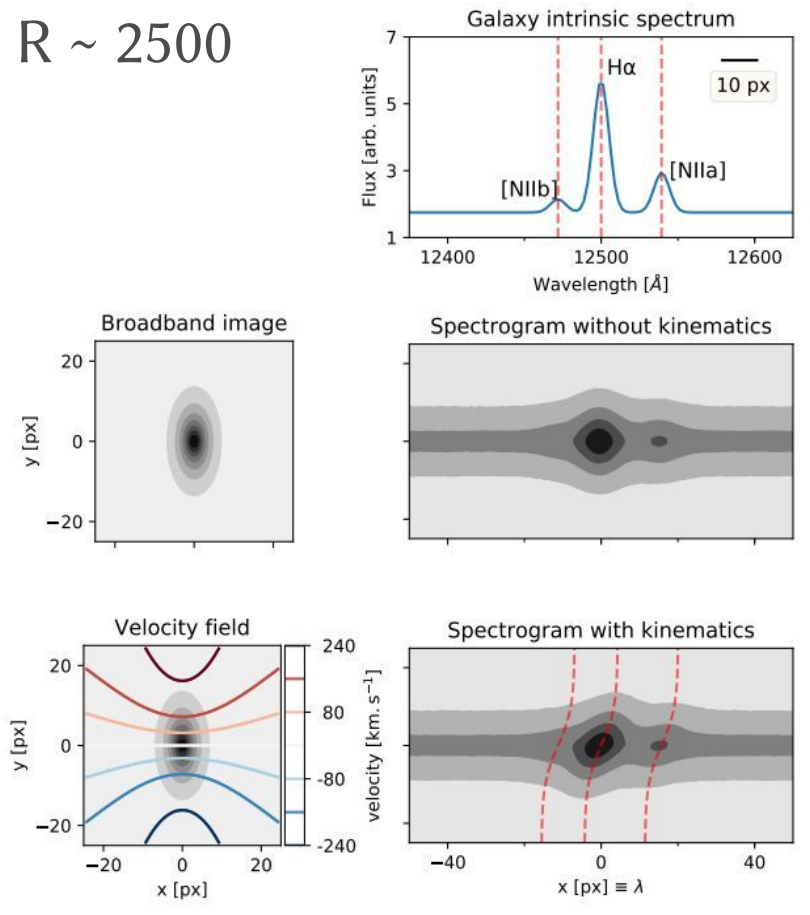 R ~ 2500
Galaxy intrinsic spectrum
Flux [arb. units]
7
5
3
1
Hα
10 px
[NIIb]
[NIIa]
12400
12500
12600
Wavelength [Å]
Broadband image
y [px]
20
0
−20
Spectrogram without kinematics
Velocity field
y [px]
20
0
−20
−20
0
20
x [px]
240
80
-80
-240
velocity [km. s⁻¹]
Spectrogram with kinematics
−40
0
40
x [px] ≡ λ